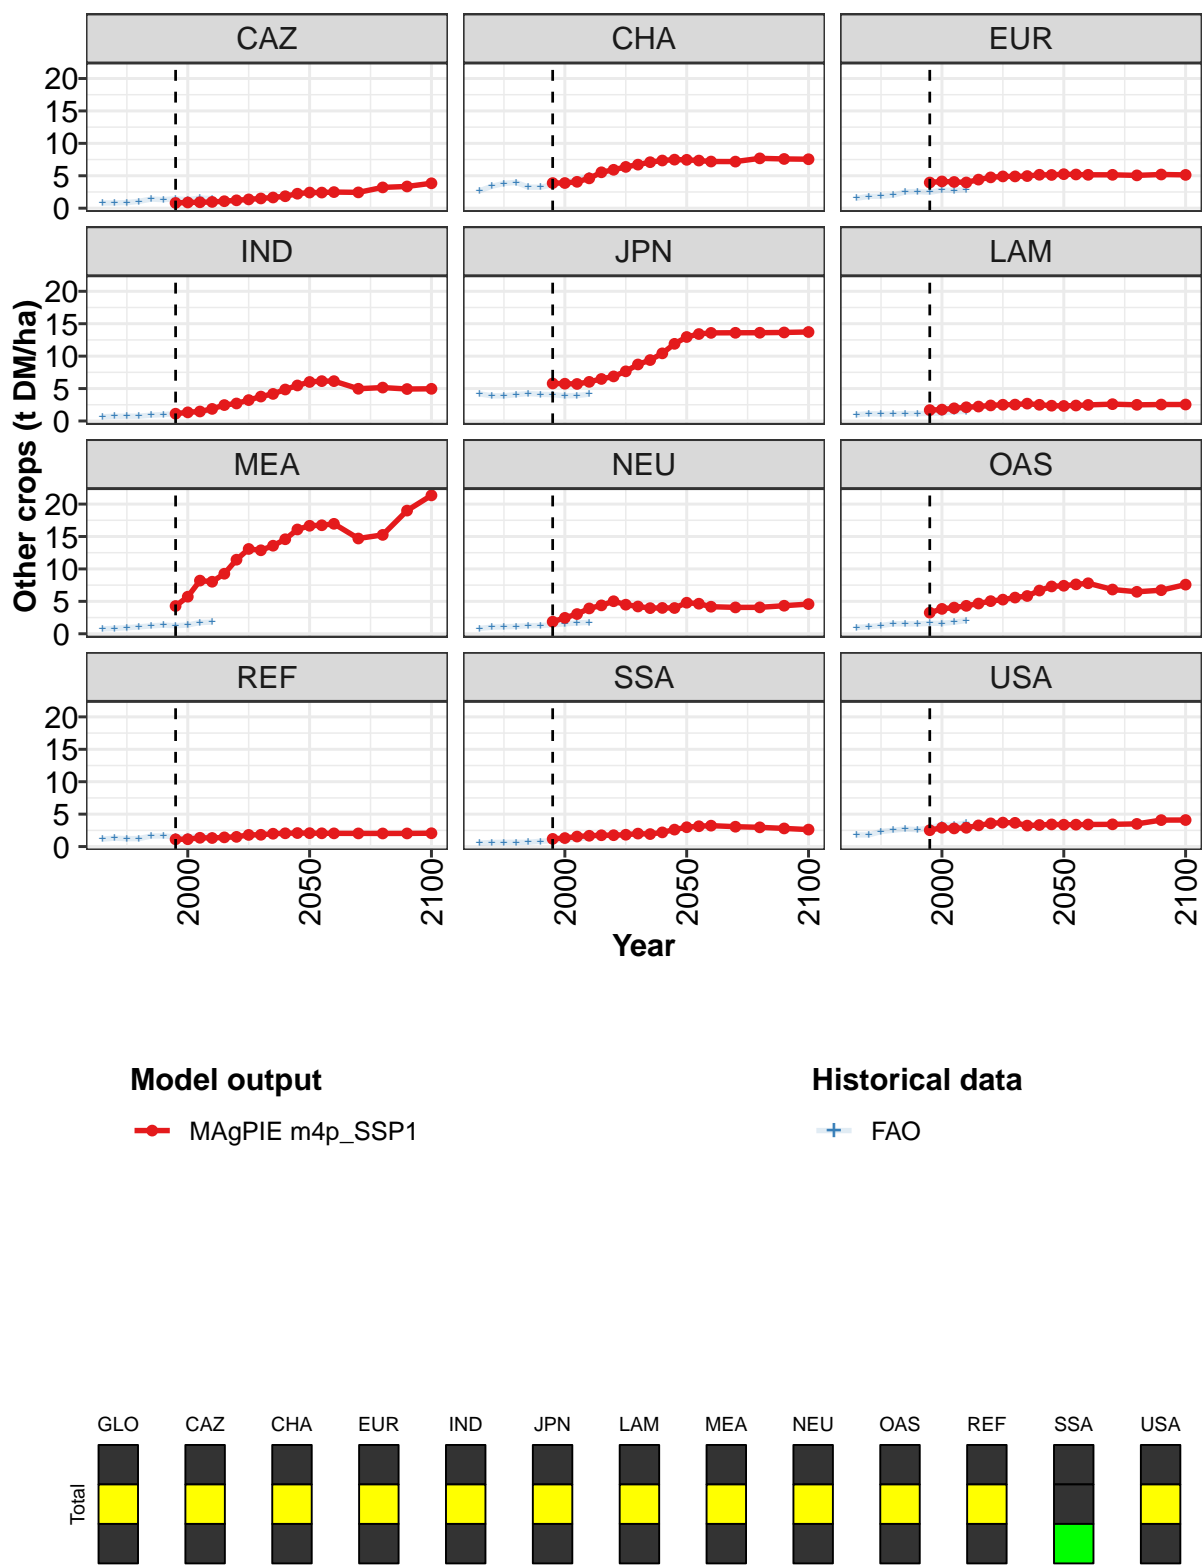 CAZ CHA EUR
20
15
10
5
0
IND JPN LAM
20
15
10
5
0
Other crops (t DM/ha)
MEA NEU OAS
20
15
10
5
0
REF SSA USA
20
15
10
5
0
2000 2050 2100 2000 2050 2100 2000 2050 2100
Year
Model output Historical data
MAgPIE m4p_SSP1 FAO
GLO CAZ CHA EUR IND JPN LAM MEA NEU OAS REF SSA USA
Total